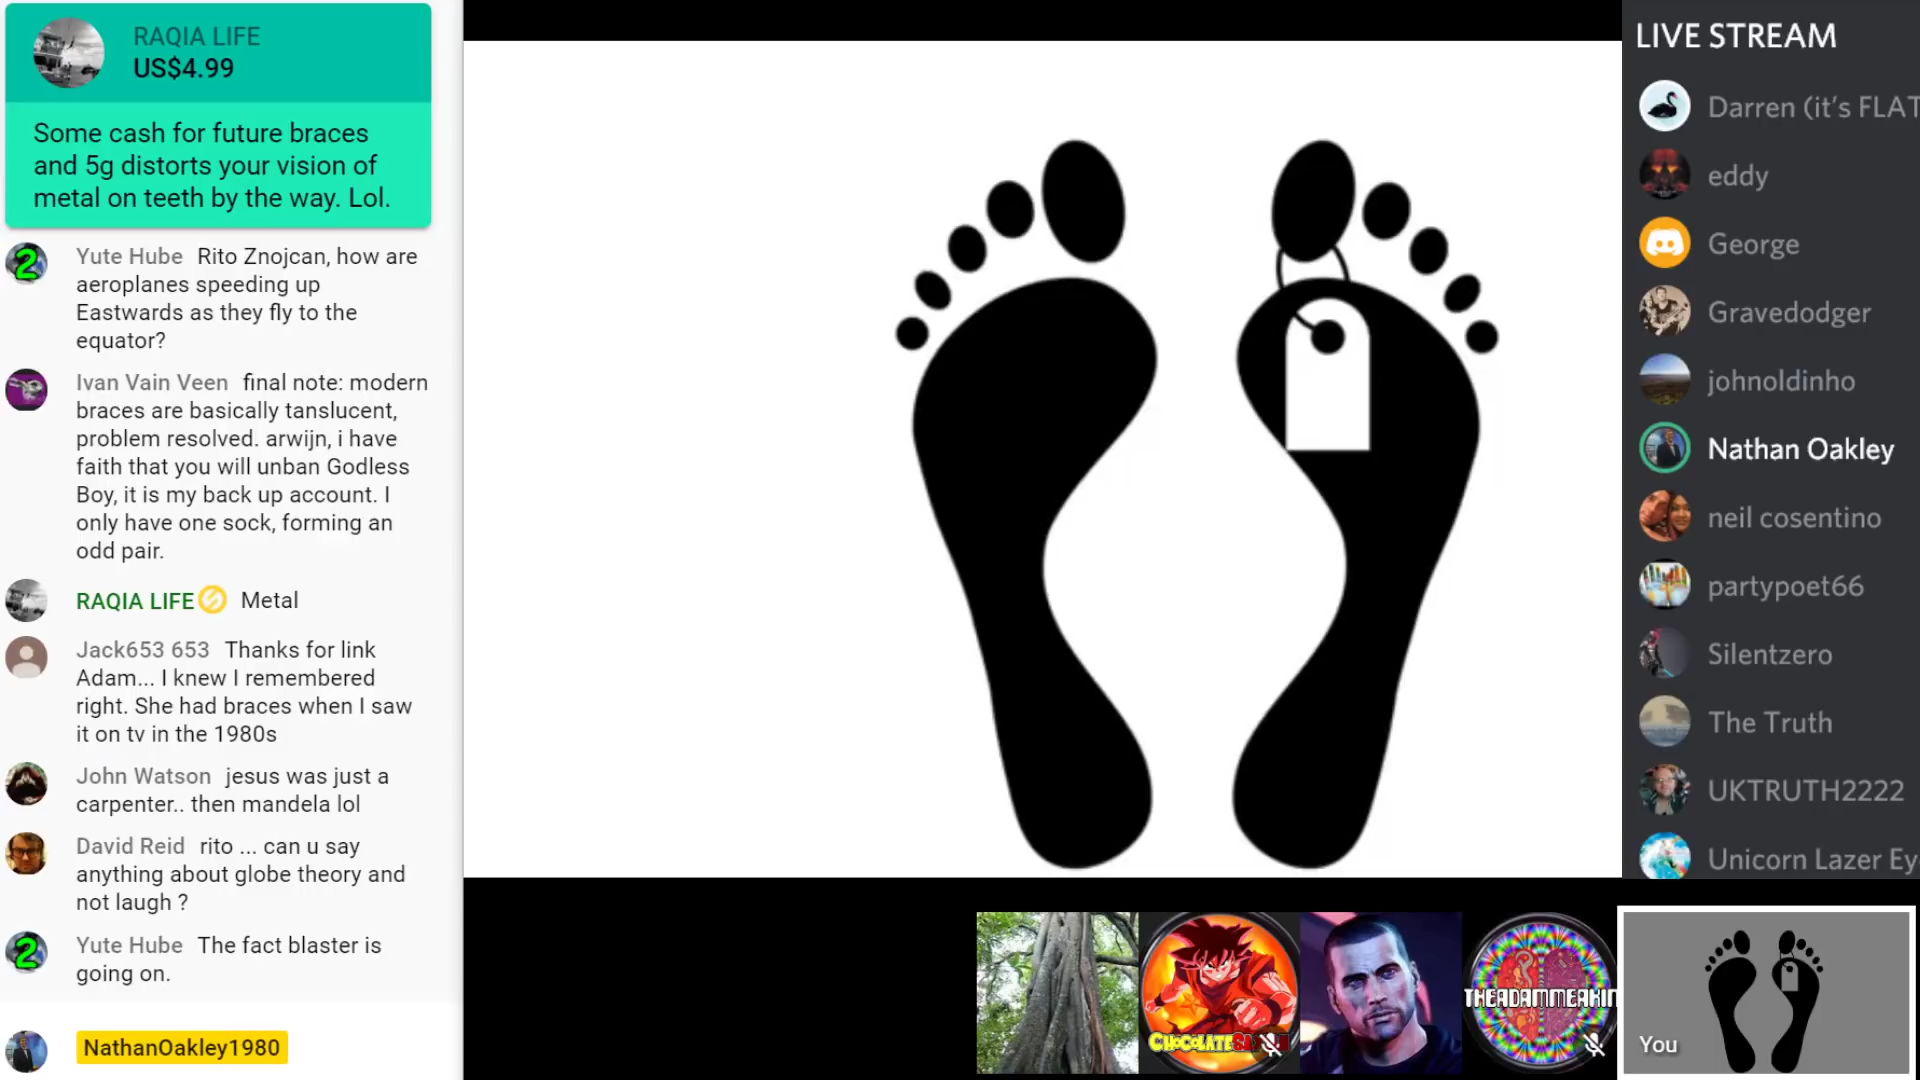 RAQIA LIFE
US$4.99
Some cash for future braces
and 5g distorts your vision of
metal on teeth by the way. Lol.
Yute Hube Rito Znojcan, how are
aeroplanes speeding up
Eastwards as they fly to the
equator?
Ivan Vain Veen final note: modern
braces are basically tanslucent,
problem resolved. arwijn, i have
faith that you will unban Godless
Boy, it is my back up account. I
only have one sock, forming an
odd pair.
RAQIA LIFE Metal
Jack653 653 Thanks for link
Adam... I knew I remembered
right. She had braces when I saw
it on tv in the 1980s
John Watson jesus was just a
carpenter.. then mandela lol
David Reid rito ... can u say
anything about globe theory and
not laugh ?
Yute Hube The fact blaster is
going on.
NathanOakley1980
LIVE STREAM
Darren (it's FLAT
eddy
George
Gravedodger
johnoldinho
Nathan Oakley
neil cosentino
partypoet66
Silentzero
The Truth
UKTRUTH2222
Unicorn Lazer Ey
THEADAMMEAKIN
You